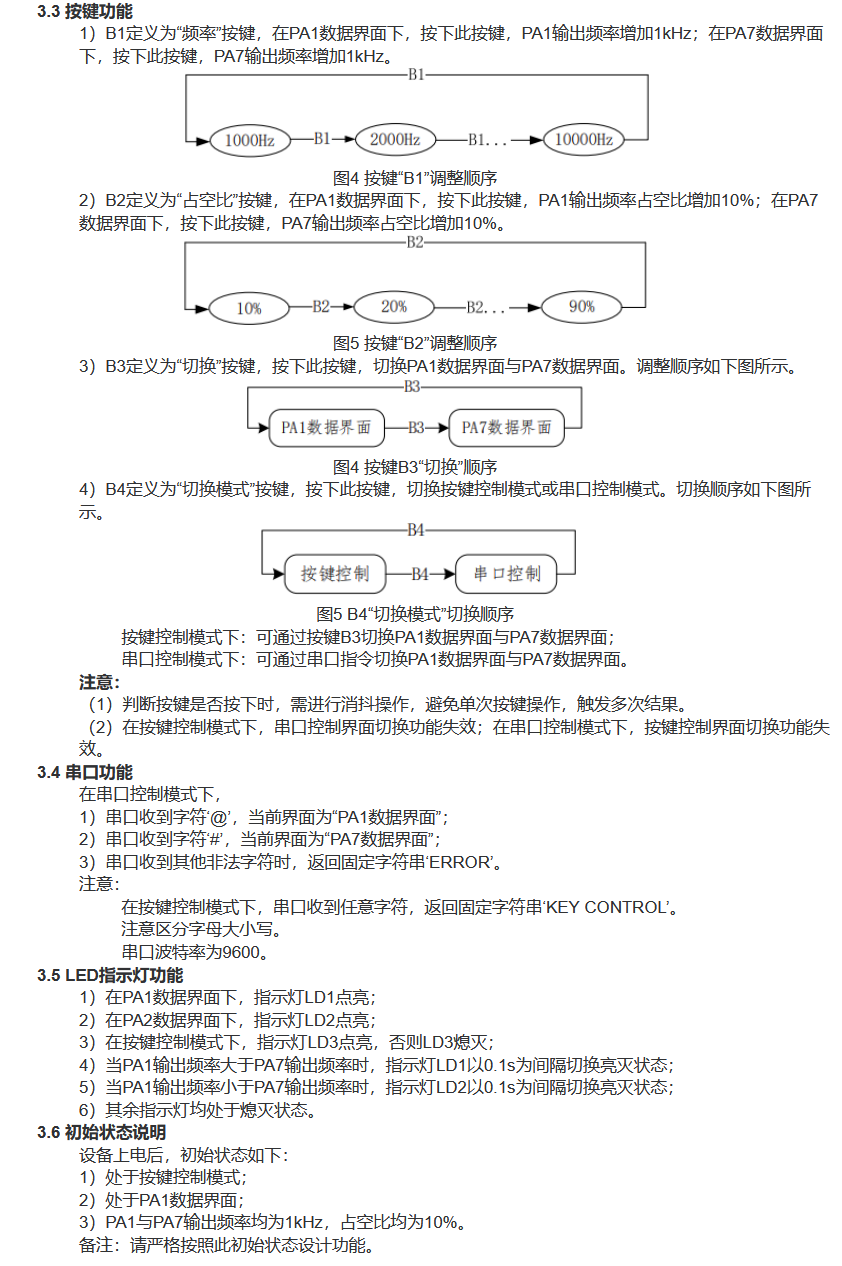 3.3 按键功能
1）B1定义为“频率”按键，在PA1数据界面下，按下此按键，PA1输出频率增加1kHz；在PA7数据界面
下，按下此按键，PA7输出频率增加1kHz。
B1
1000Hz B1 2000Hz B1... 10000Hz
图4 按键“B1”调整顺序
2）B2定义为“占空比”按键，在PA1数据界面下，按下此按键，PA1输出频率占空比增加10%；在PA7
数据界面下，按下此按键，PA7输出频率占空比增加10%。
B2
10% B2 20% B2... 90%
图5 按键“B2”调整顺序
3）B3定义为“切换”按键，按下此按键，切换PA1数据界面与PA7数据界面。调整顺序如下图所示。
B3
PA1数据界面 B3 PA7数据界面
图4 按键B3“切换”顺序
4）B4定义为“切换模式”按键，按下此按键，切换按键控制模式或串口控制模式。切换顺序如下图所
示。
B4
按键控制 B4 串口控制
图5 B4“切换模式”切换顺序
按键控制模式下：可通过按键B3切换PA1数据界面与PA7数据界面；
串口控制模式下：可通过串口指令切换PA1数据界面与PA7数据界面。
注意：
（1）判断按键是否按下时，需进行消抖操作，避免单次按键操作，触发多次结果。
（2）在按键控制模式下，串口控制界面切换功能失效；在串口控制模式下，按键控制界面切换功能失
效。
3.4 串口功能
在串口控制模式下，
1）串口收到字符‘@’，当前界面为“PA1数据界面”；
2）串口收到字符‘#’，当前界面为“PA7数据界面”；
3）串口收到其他非法字符时，返回固定字符串‘ERROR’。
注意：
在按键控制模式下，串口收到任意字符，返回固定字符串‘KEY CONTROL’。
注意区分字母大小写。
串口波特率为9600。
3.5 LED指示灯功能
1）在PA1数据界面下，指示灯LD1点亮；
2）在PA2数据界面下，指示灯LD2点亮；
3）在按键控制模式下，指示灯LD3点亮，否则LD3熄灭；
4）当PA1输出频率大于PA7输出频率时，指示灯LD1以0.1s为间隔切换亮灭状态；
5）当PA1输出频率小于PA7输出频率时，指示灯LD2以0.1s为间隔切换亮灭状态；
6）其余指示灯均处于熄灭状态。
3.6 初始状态说明
设备上电后，初始状态如下：
1）处于按键控制模式；
2）处于PA1数据界面；
3）PA1与PA7输出频率均为1kHz，占空比均为10%。
备注：请严格按照此初始状态设计功能。